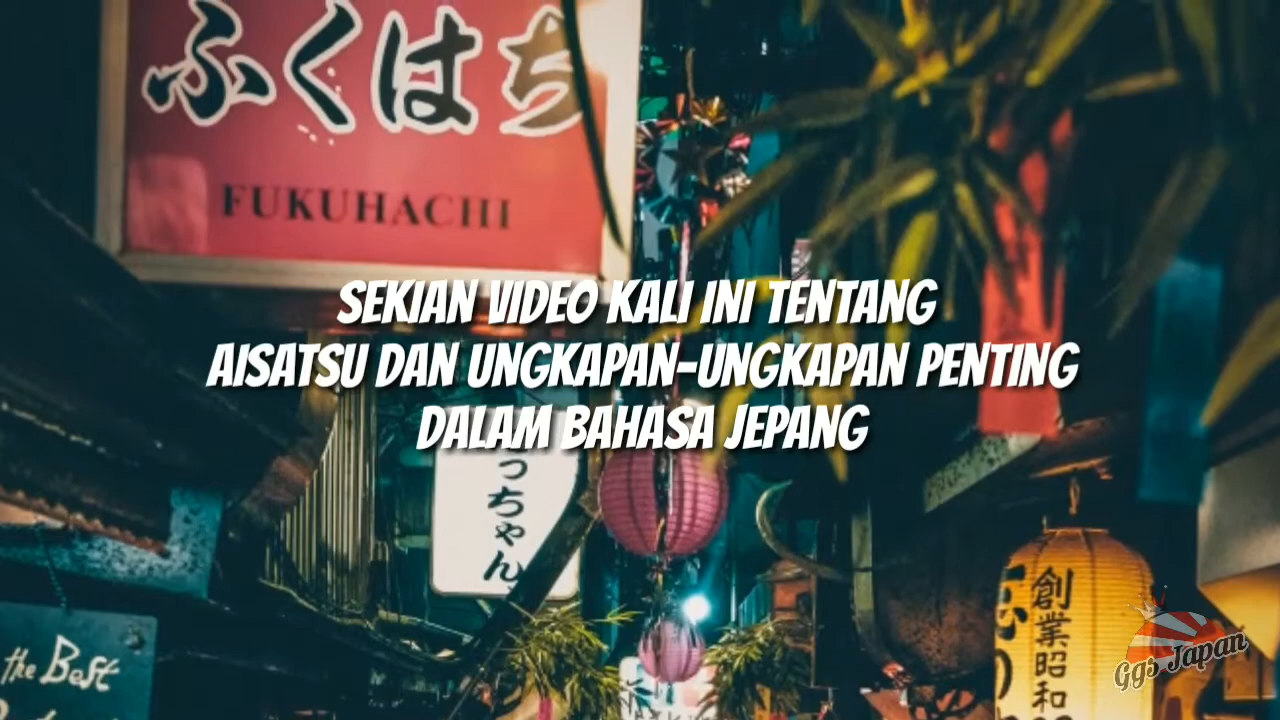 ふくはち
FUKUHACHI
SEKIAN VIDEO KALI INI TENTANG
AISATSU DAN UNGKAPAN-UNGKAPAN PENTING
DALAM BAHASA JEPANG
っちゃん
the Best
創業昭和
Ggs Japan